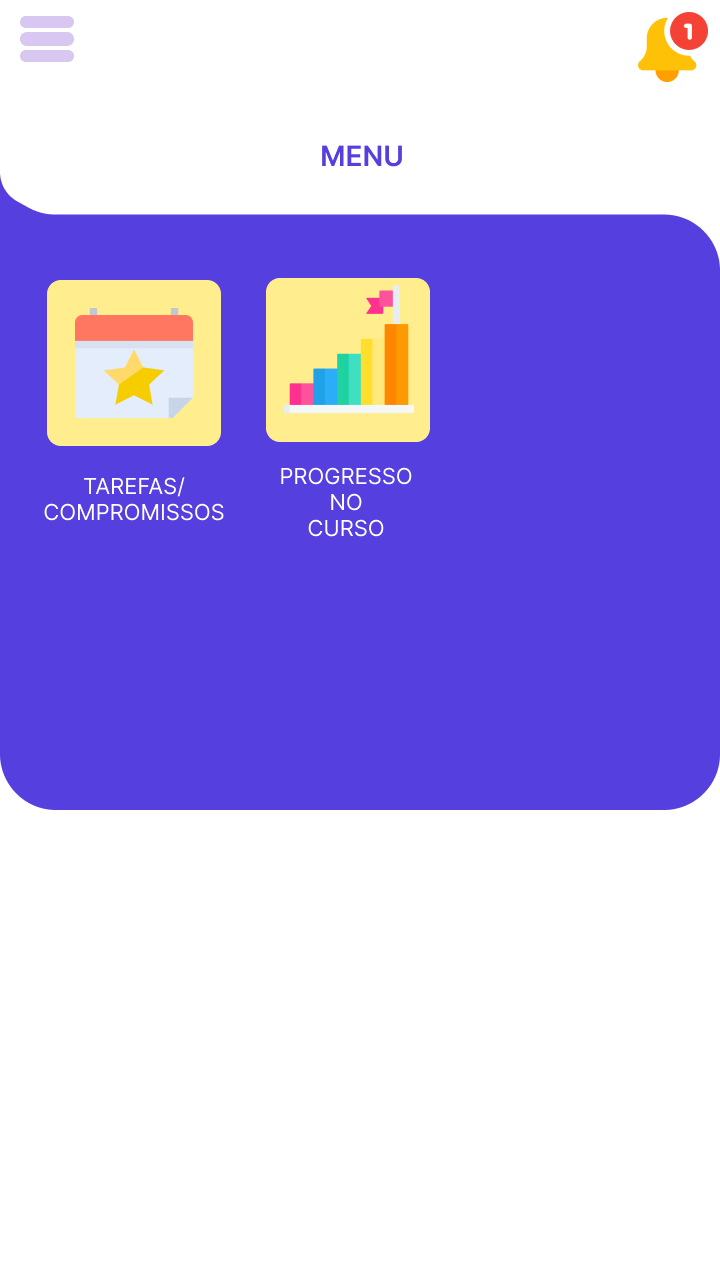 1
MENU
TAREFAS/
COMPROMISSOS
PROGRESSO
NO
CURSO